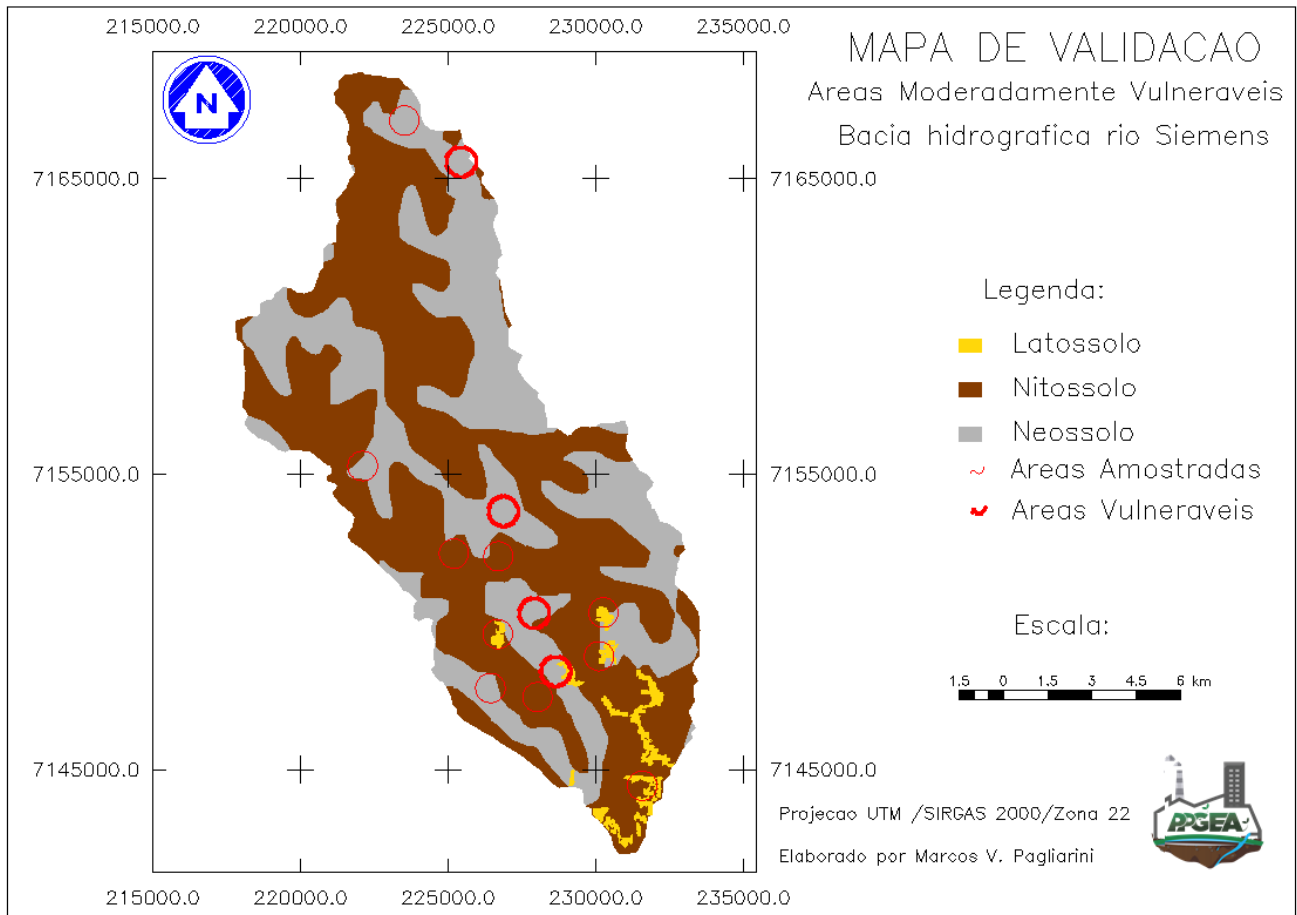 215000.0 220000.0 225000.0 230000.0 235000.0
MAPA DE VALIDACAO
Areas Moderadamente Vulneraveis
Bacia hidrografica rio Siemens
N
7165000.0 7165000.0
Legenda:
Latossolo
Nitossolo
Neossolo
7155000.0 7155000.0
Areas Amostradas
Areas Vulneraveis
Escala:
1.5 0 1.5 3 4.5 6 km
7145000.0 7145000.0
Projecao UTM /SIRGAS 2000/Zona 22
PPGEA
Elaborado por Marcos V. Pagliarini
215000.0 220000.0 225000.0 230000.0 235000.0